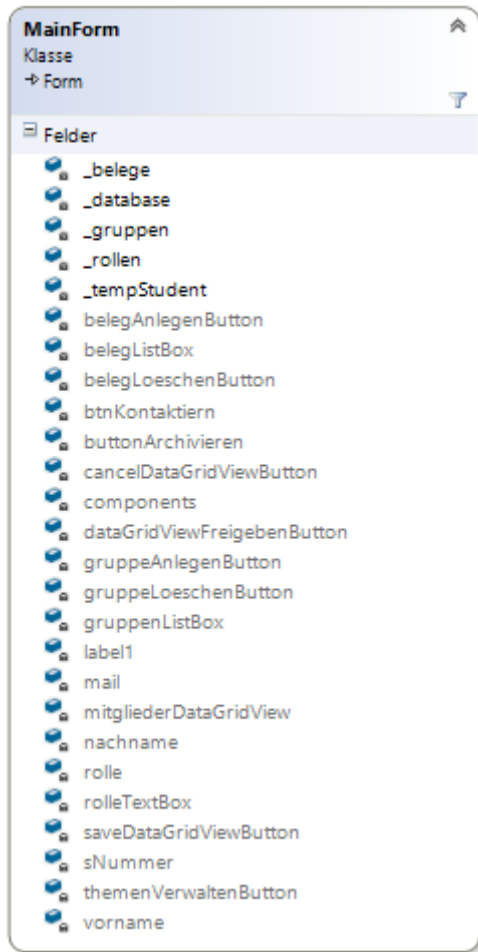 MainForm
Klasse
Form
Felder
_belege
_database
_gruppen
_rollen
_tempStudent
belegAnlegenButton
belegListBox
belegLoeschenButton
btnKontaktiern
buttonArchivieren
cancelDataGridViewButton
components
dataGridViewFreigebenButton
gruppeAnlegenButton
gruppeLoeschenButton
gruppenListBox
label1
mail
mitgliederDataGridView
nachname
rolle
rolleTextBox
saveDataGridViewButton
sNummer
themenVerwaltenButton
vorname